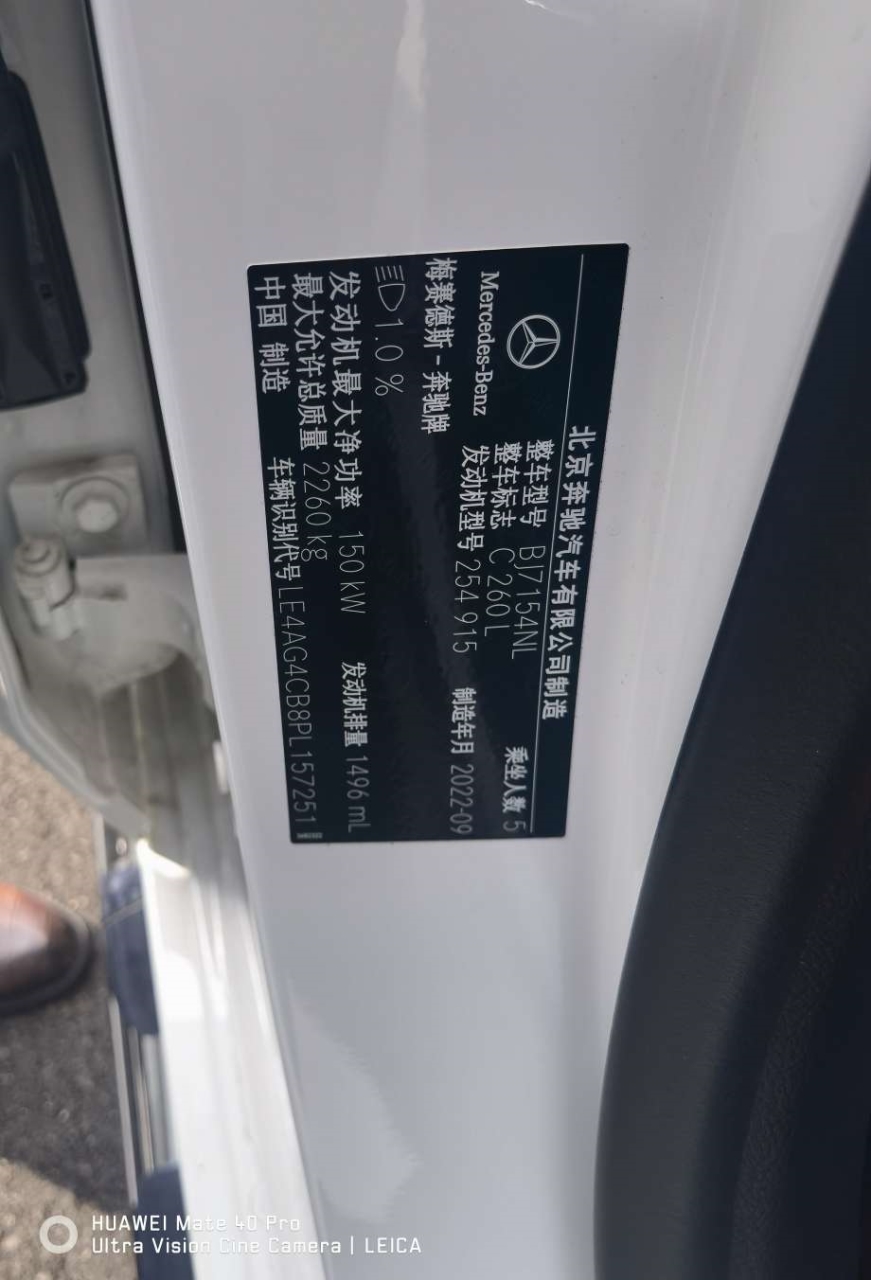 北京奔驰汽车有限公司制造
Mercedes-Benz
整车型号 BJ7154NL 乘坐人数 5
整车标志 C 260 L
梅赛德斯-奔驰牌 发动机型号 254 915 制造年月 2022-09
1.0 %
发动机最大净功率 150 kW 发动机排量 1496 mL
最大允许总质量 2260 kg
中国 制造 车辆识别代号 LE4AG4CB8PL157251
HUAWEI Mate 40 Pro
Ultra Vision Cine Camera | LEICA